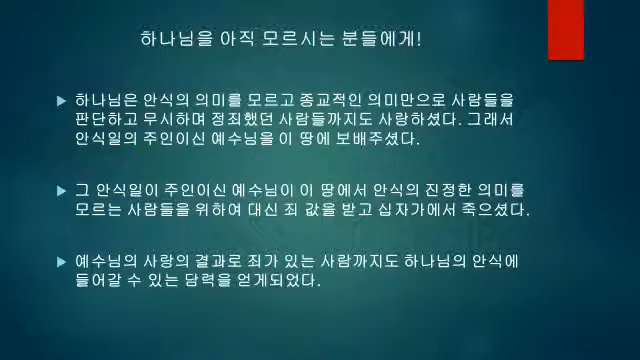 하나님을 아직 모르시는 분들에게!
하나님은 안식의 의미를 모르고 종교적인 의미만으로 사람들을
판단하고 무시하며 정죄했던 사람들까지도 사랑하셨다. 그래서
안식일의 주인이신 예수님을 이 땅에 보배주셨다.
그 안식일이 주인이신 예수님이 이 땅에서 안식의 진정한 의미를
모르는 사람들을 위하여 대신 죄 값을 받고 십자가에서 죽으셨다.
예수님의 사랑의 결과로 죄가 있는 사람까지도 하나님의 안식에
들어갈 수 있는 담력을 얻게되었다.